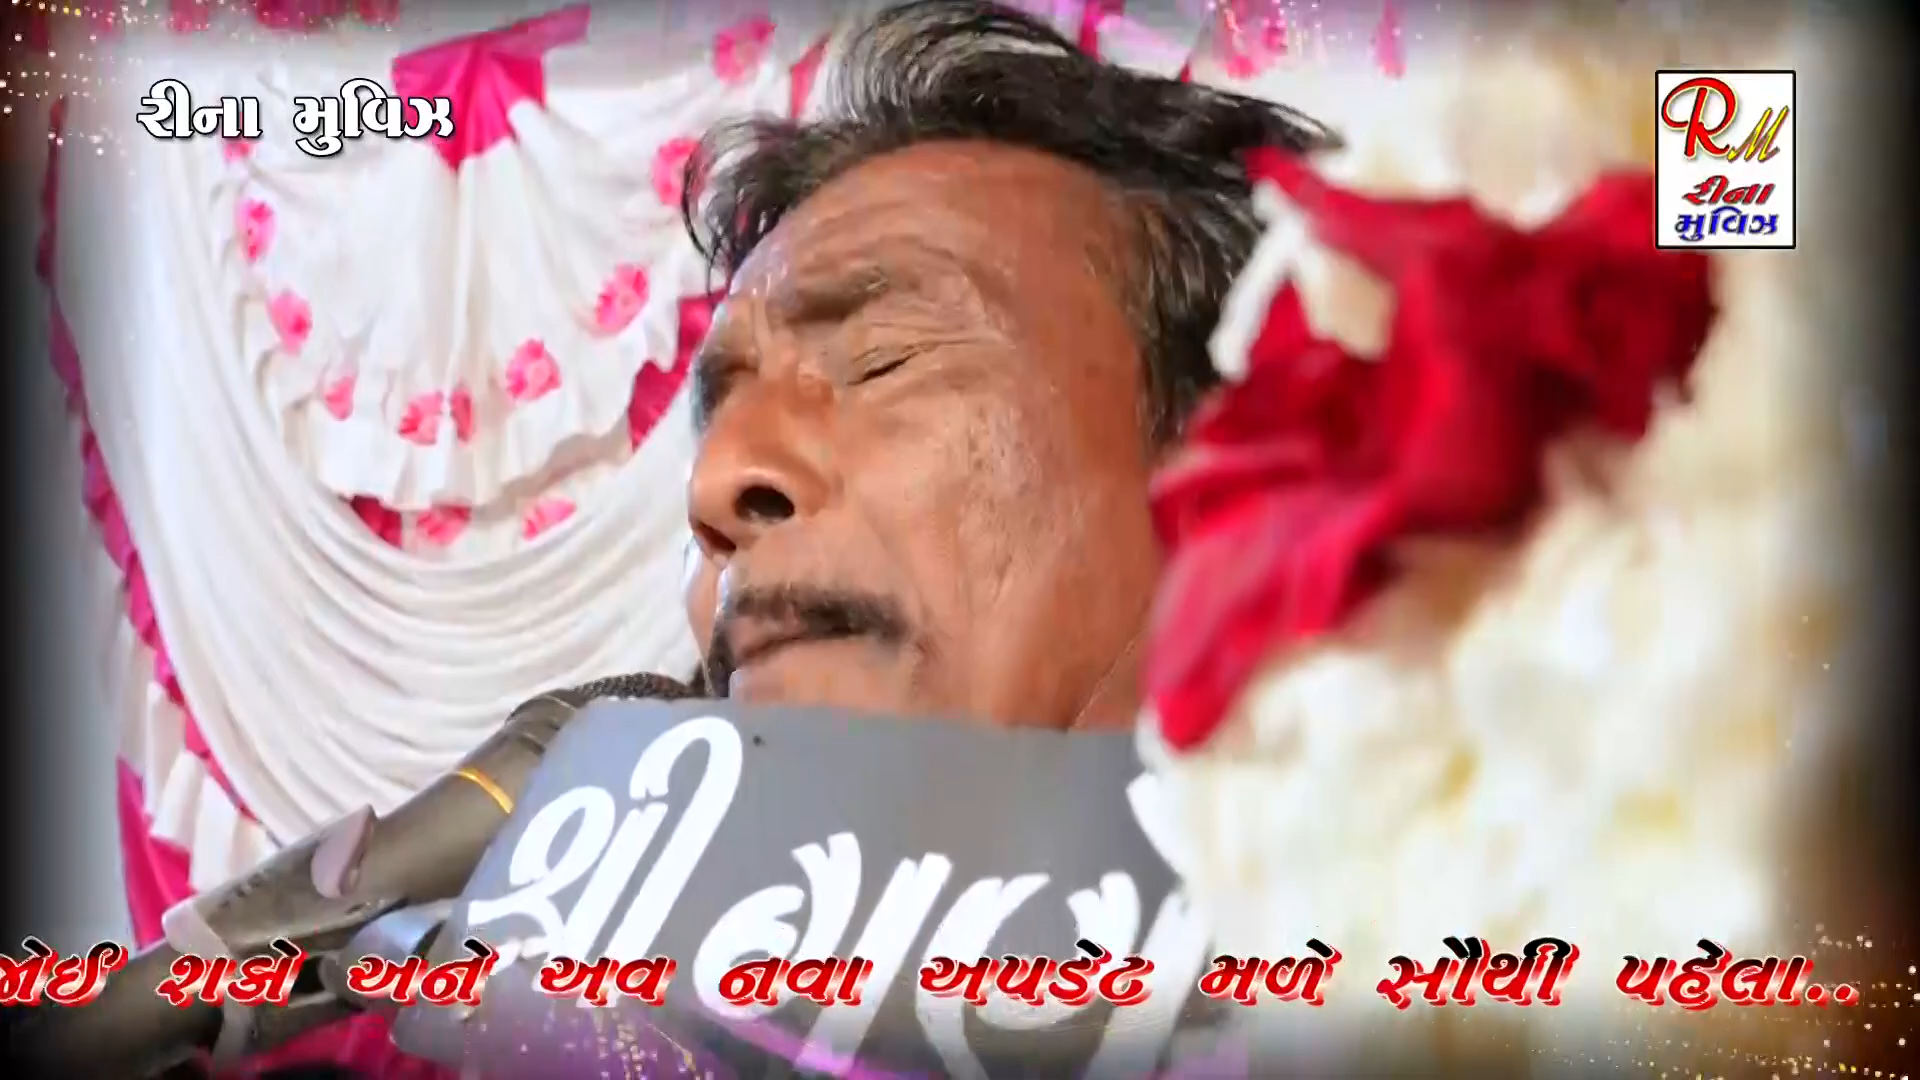 રીના મુવિઝ
RM
રીના
મુવિઝ
શ્રી
જોઈ શકો અને અવ નવા અપડેટ મળે સૌથી પહેલા..